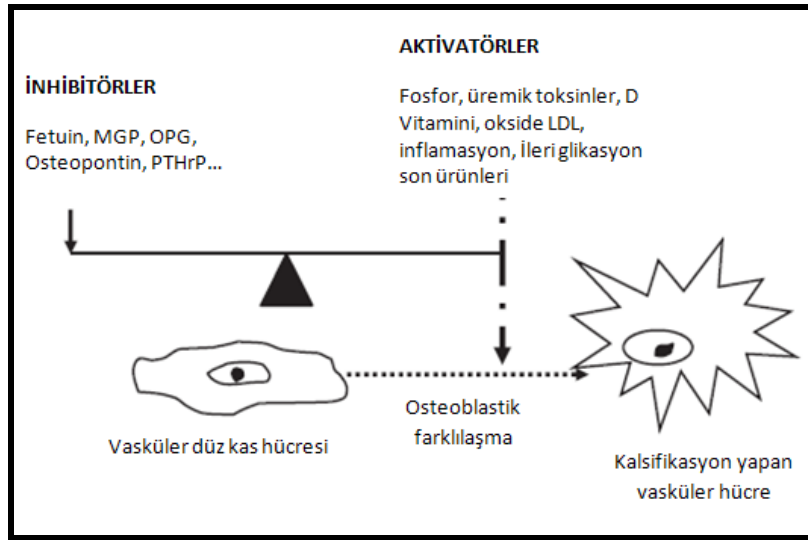 İNHİBİTÖRLER
Fetuin, MGP, OPG,
Osteopontin, PTHrP...
AKTİVATÖRLER
Fosfor, üremik toksinler, D
Vitamini, okside LDL,
inflamasyon, İleri glikasyon
son ürünleri
Vasküler düz kas hücresi
Osteoblastik
farklılaşma
Kalsifikasyon yapan
vasküler hücre